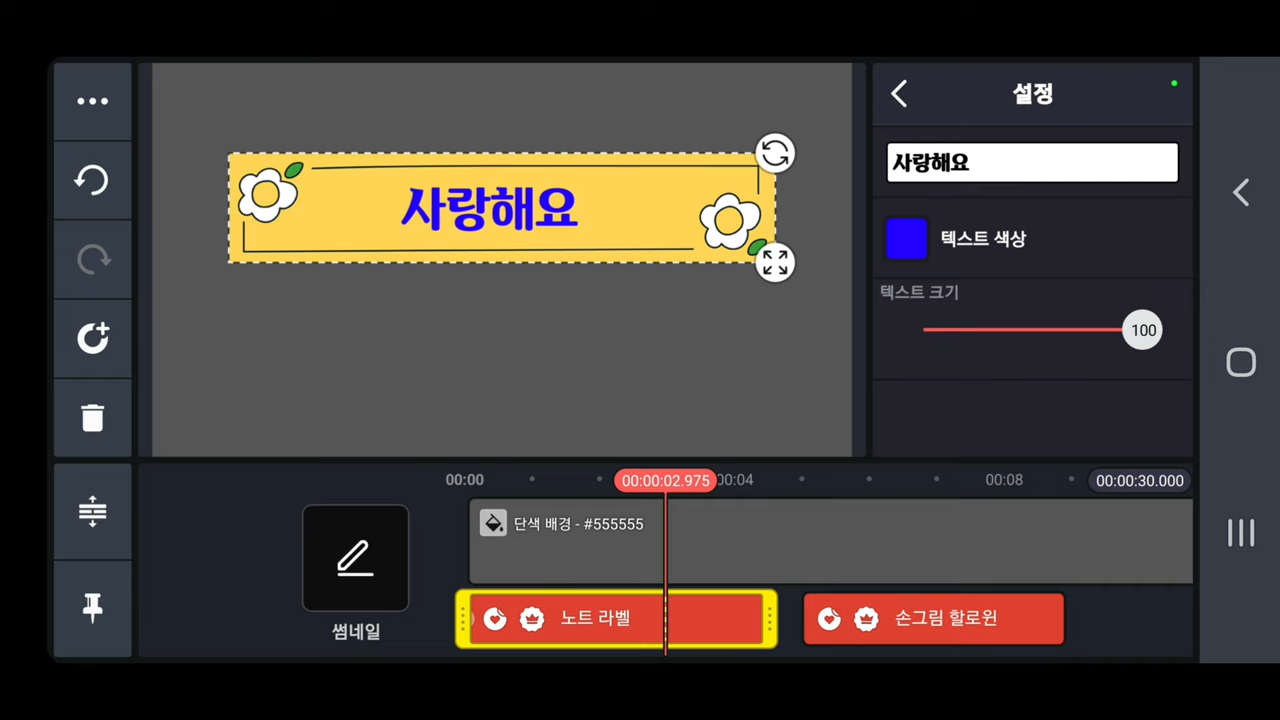 설정
사랑해요
사랑해요
텍스트 색상
텍스트 크기
100
00:00
00:00:02.975
00:04
00:08
00:00:30.000
단색 배경 - #555555
썸네일
노트 라벨
손그림 할로윈